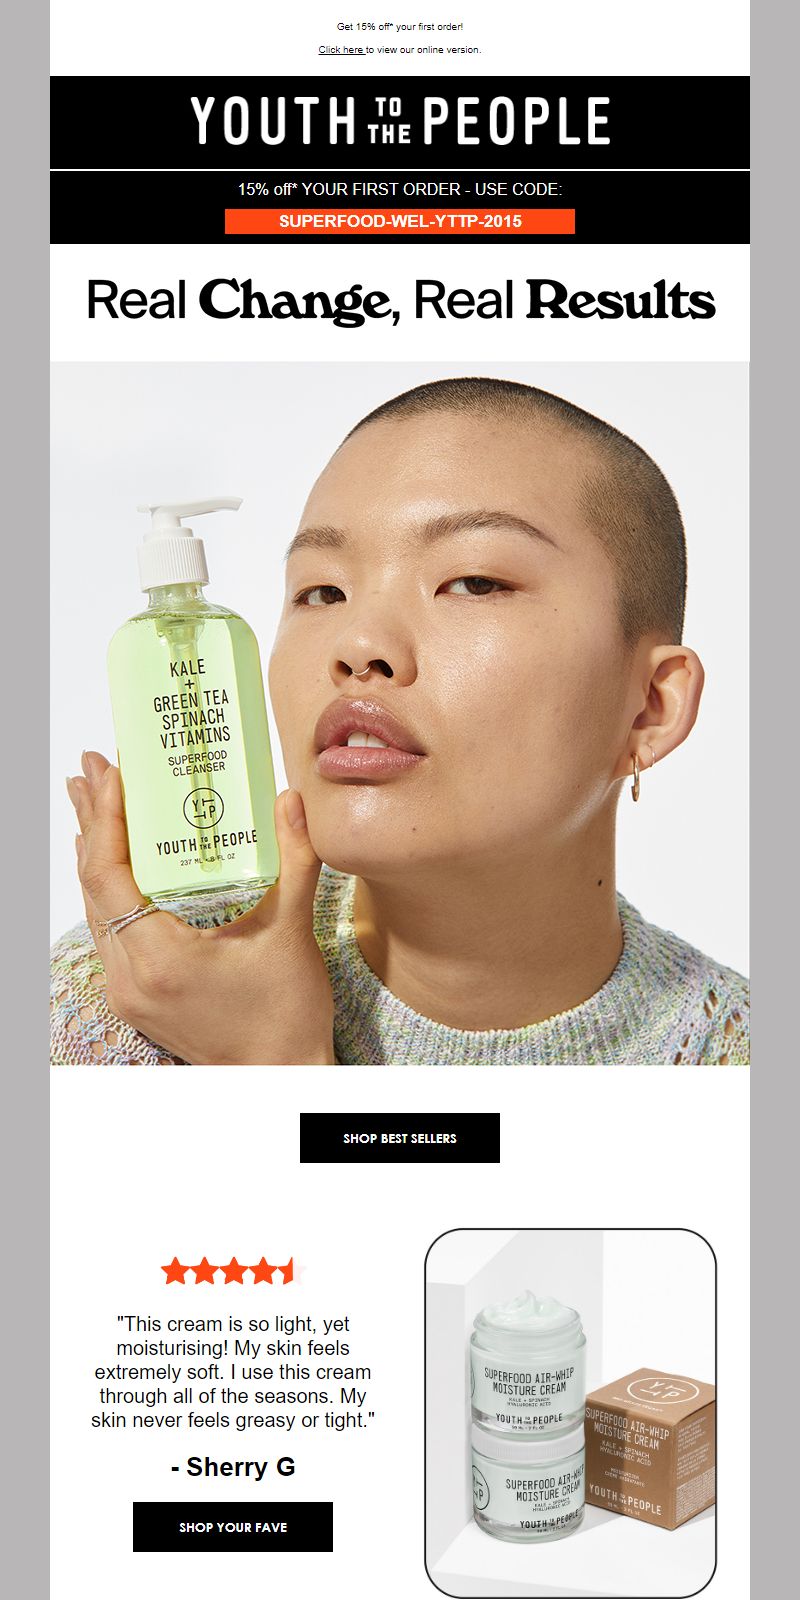 Get 15% off* your first order!
Click here to view our online version.
YOUTH TO THE PEOPLE
15% off* YOUR FIRST ORDER - USE CODE:
SUPERFOOD-WEL-YTTP-2015
Real Change, Real Results
KALE
+
GREEN TEA
SPINACH
VITAMINS
SUPERFOOD
CLEANSER
YTTP
YOUTH TO THE PEOPLE
237 ML • 8 FL OZ
SHOP BEST SELLERS
"This cream is so light, yet
moisturising! My skin feels
extremely soft. I use this cream
through all of the seasons. My
skin never feels greasy or tight."
- Sherry G
SHOP YOUR FAVE
SUPERFOOD AIR-WHIP
MOISTURE CREAM
KALE + SPINACH
HYALURONIC ACID
YOUTH TO THE PEOPLE
SUPERFOOD AIR-WHIP
MOISTURE CREAM
KALE + SPINACH
HYALURONIC ACID
YOUTH TO THE PEOPLE
SUPERFOOD AIR-WHIP
MOISTURE CREAM
KALE + SPINACH
HYALURONIC ACID
YOUTH TO THE PEOPLE